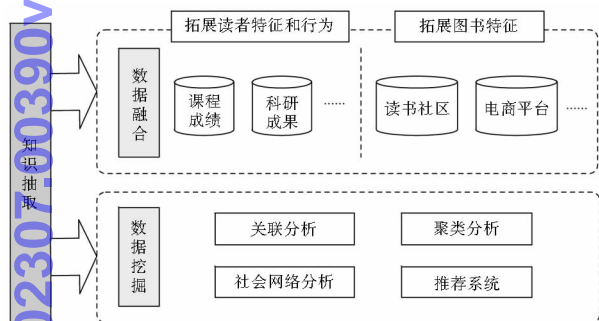 拓展读者特征和行为
拓展图书特征
知识抽取
数据融合
课程
成绩
科研
成果
……
读书社区
电商平台
……
数据挖掘
关联分析
聚类分析
社会网络分析
推荐系统
02307.00390v